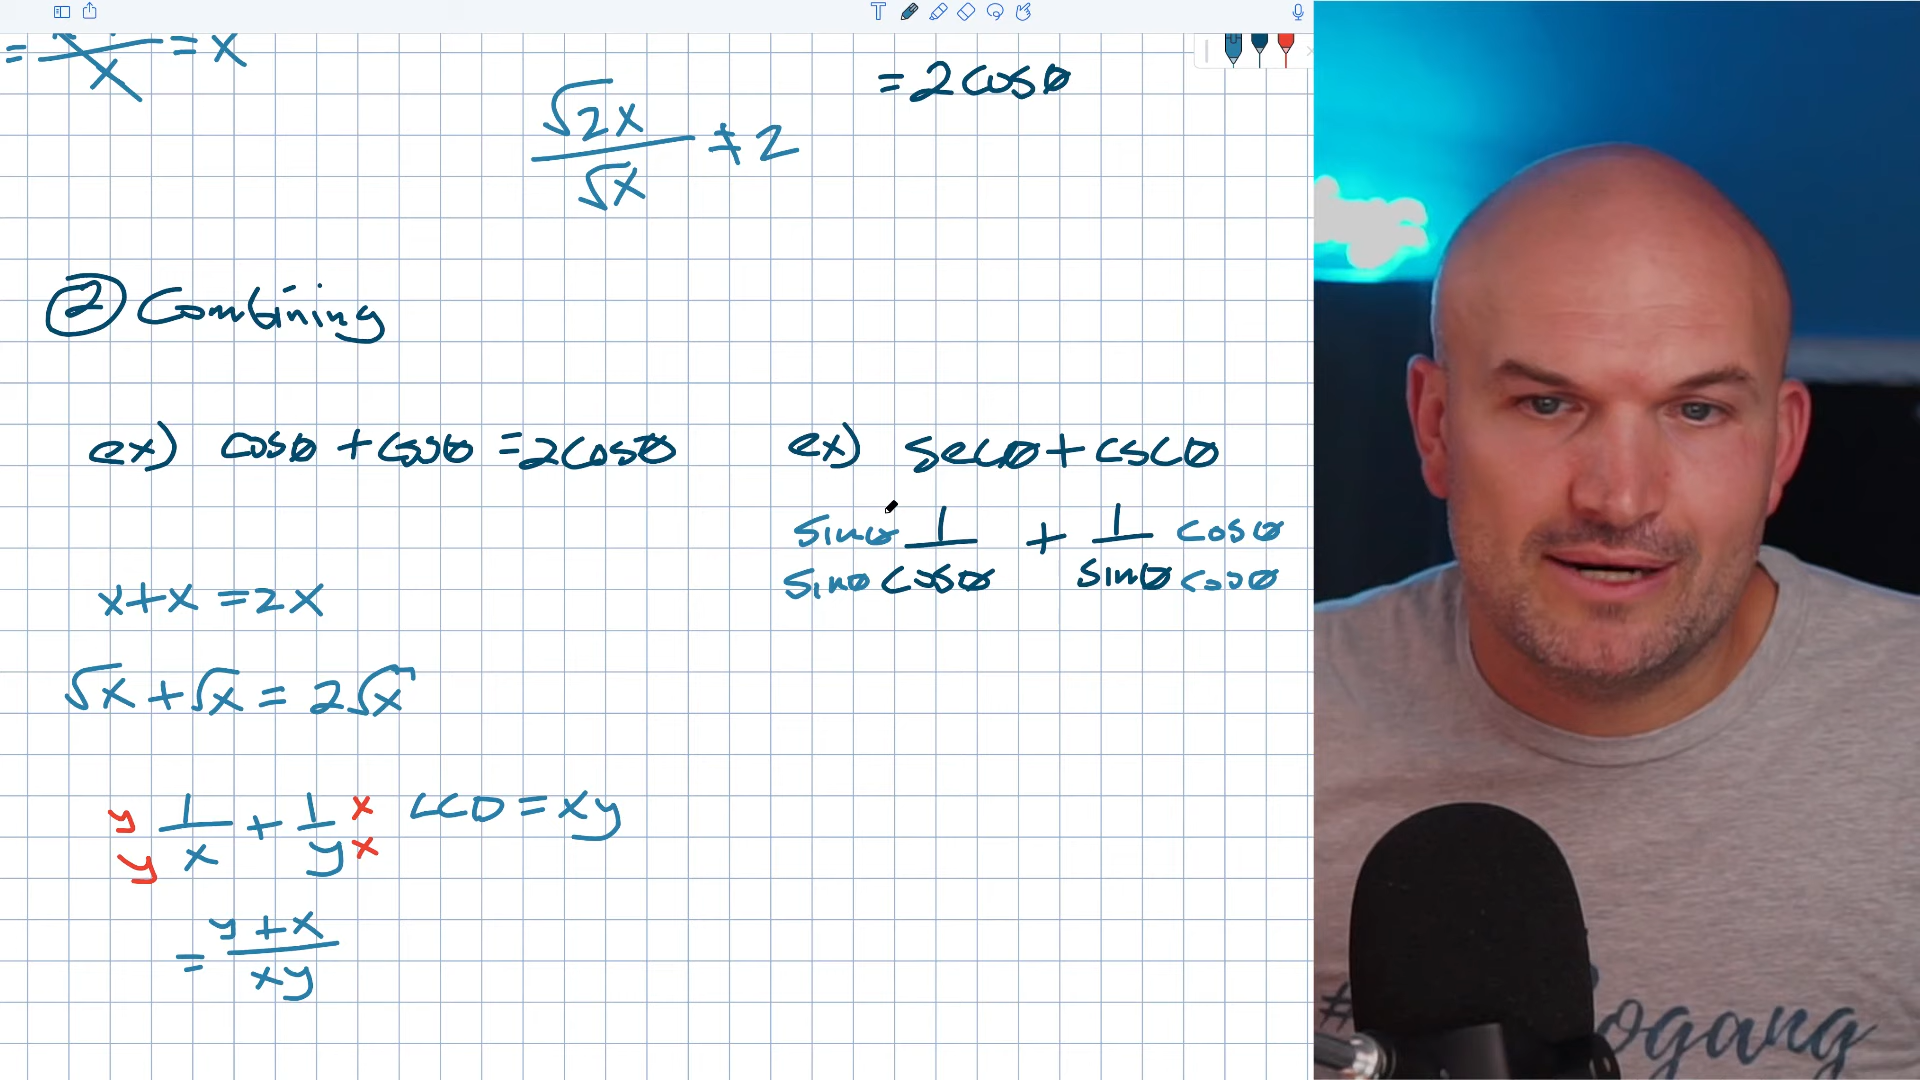 = x = x
= 2cosθ
√2x / √x ≠ 2
② Combining
ex) cosθ + cosθ = 2cosθ
ex) secθ + cscθ
sinθ 1 / sinθ cosθ + 1 cosθ / sinθ cosθ
x + x = 2x
√x + √x = 2√x
y 1 / y x + 1 x / y x LCD = xy
= y + x / xy
ogang